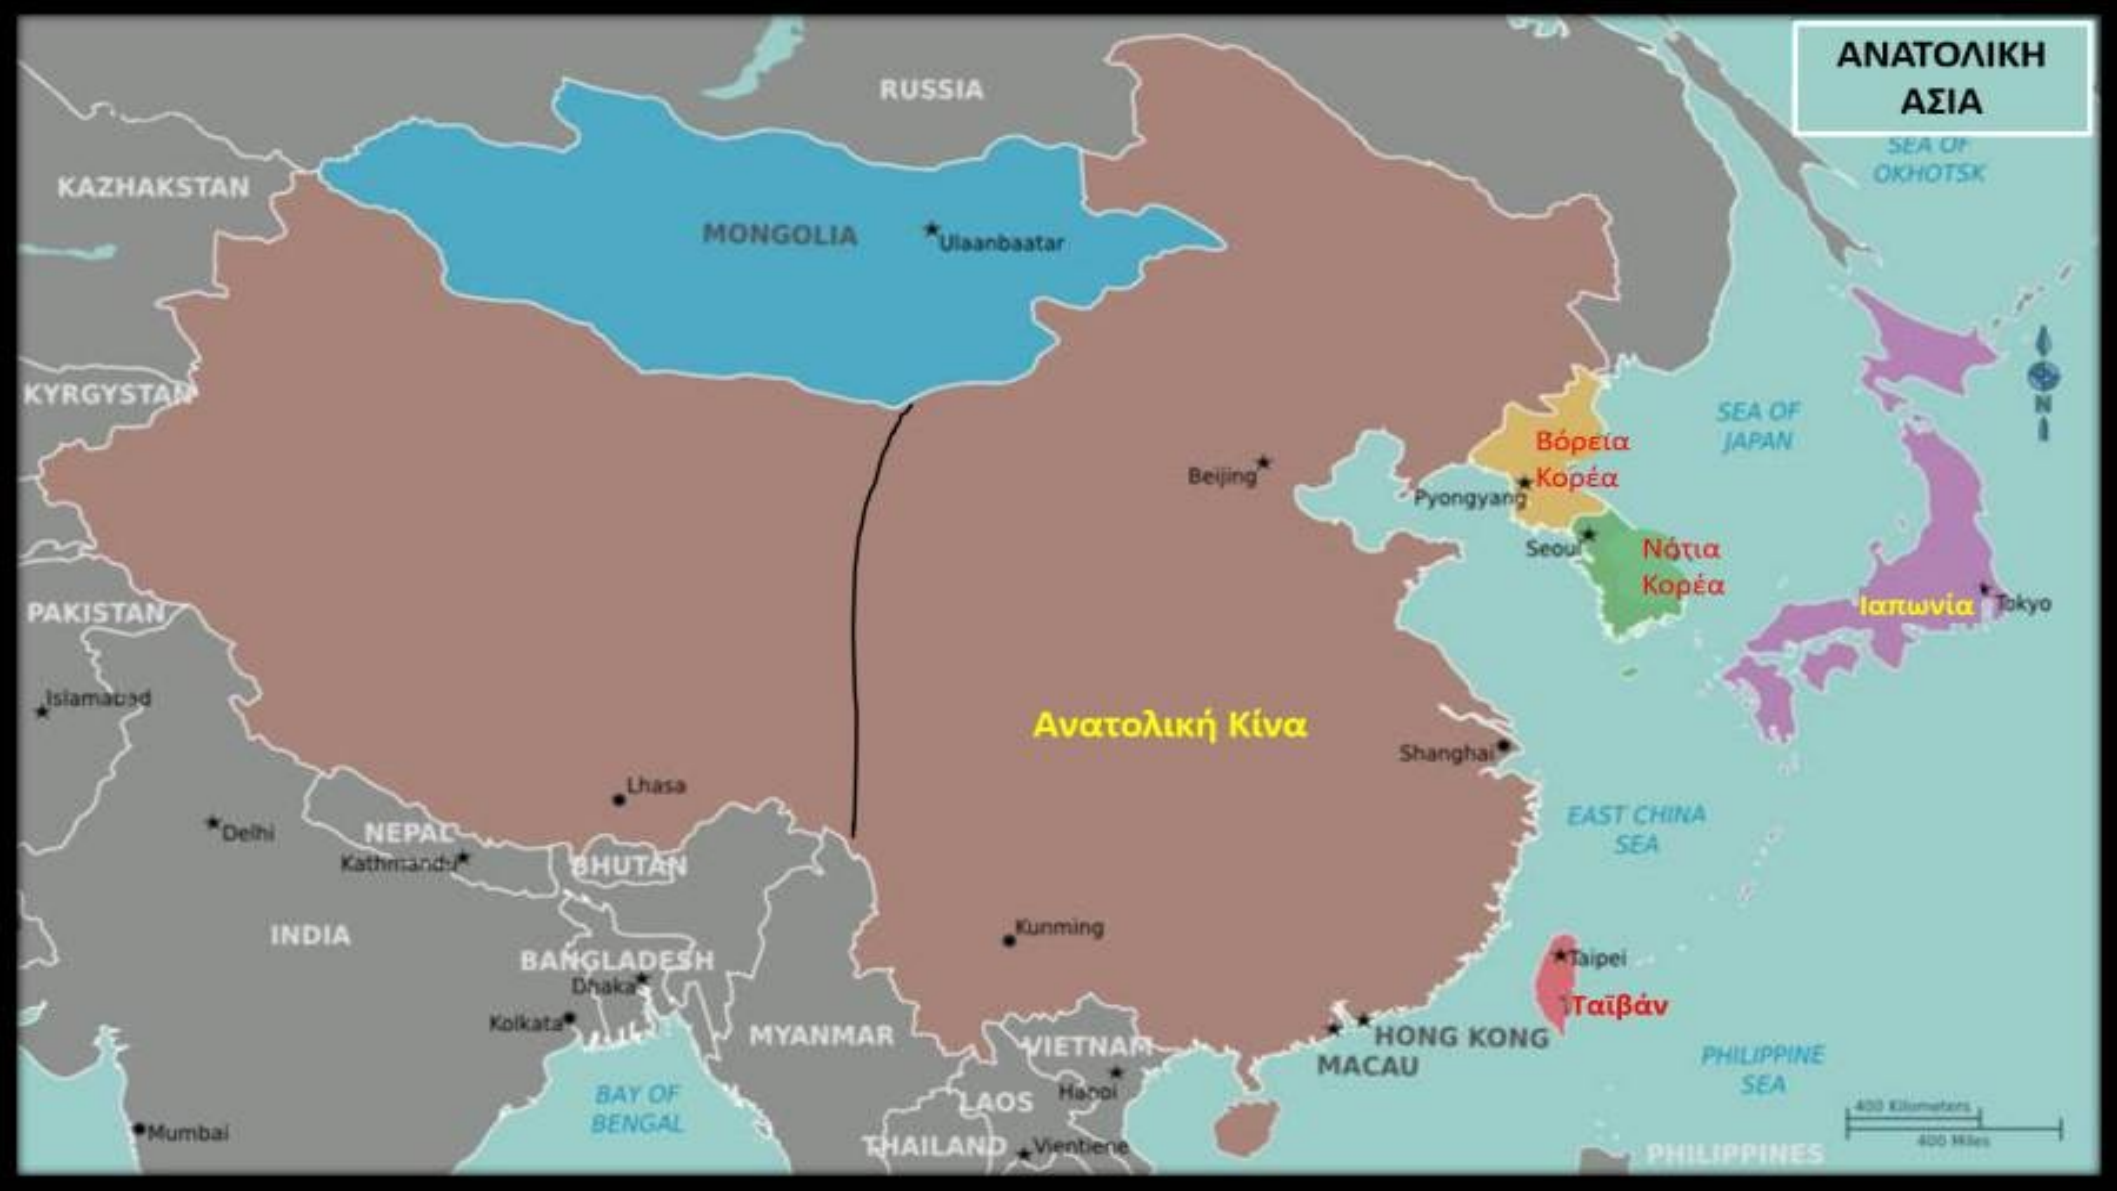 ΑΝΑΤΟΛΙΚΗ
ΑΣΙΑ
RUSSIA
SEA OF
OKHOTSK
KAZHAKSTAN
MONGOLIA
Ulaanbaatar
KYRGYSTAN
SEA OF
JAPAN
N
Βόρεια
Κορέα
Beijing
Pyongyang
Seoul
Νότια
Κορέα
Ιαπωνία
Tokyo
PAKISTAN
Islamabad
Ανατολική Κίνα
Shanghai
Lhasa
EAST CHINA
SEA
Delhi
NEPAL
Kathmandu
BHUTAN
INDIA
Kunming
BANGLADESH
Dhaka
Kolkata
Taipei
Ταϊβάν
MYANMAR
VIETNAM
HONG KONG
MACAU
Hanoi
LAOS
PHILIPPINE
SEA
BAY OF
BENGAL
400 Kilometers
400 Miles
Mumbai
THAILAND
Vientiene
PHILIPPINES